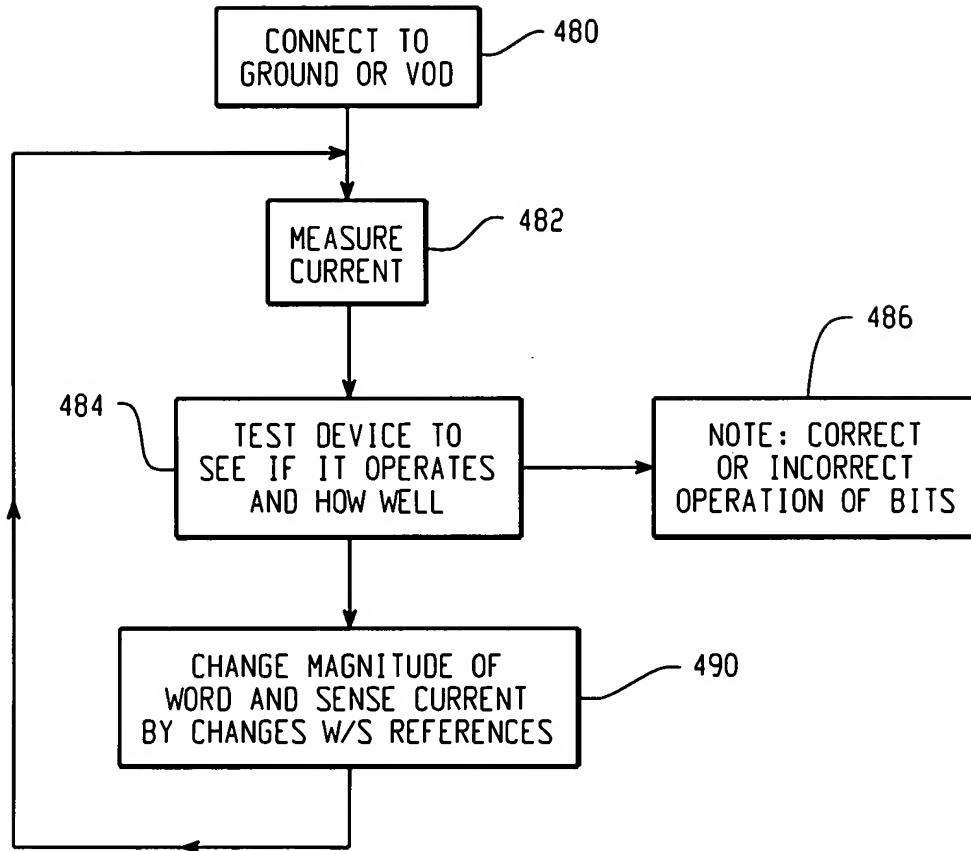 CONNECT TO
GROUND OR VOD
480
MEASURE
CURRENT
482
484
TEST DEVICE TO
SEE IF IT OPERATES
AND HOW WELL
486
NOTE: CORRECT
OR INCORRECT
OPERATION OF BITS
CHANGE MAGNITUDE OF
WORD AND SENSE CURRENT
BY CHANGES W/S REFERENCES
490